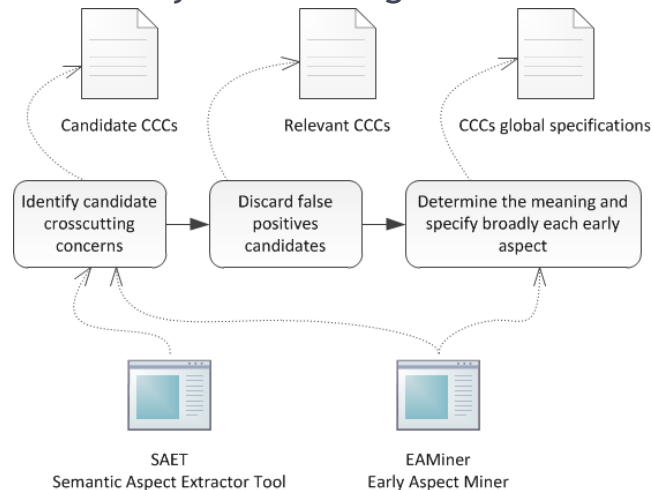 Candidate CCCs
Relevant CCCs
CCCs global specifications
Identify candidate
crosscutting
concerns
Discard false
positives
candidates
Determine the meaning and
specify broadly each early
aspect
SAET
Semantic Aspect Extractor Tool
EAMiner
Early Aspect Miner